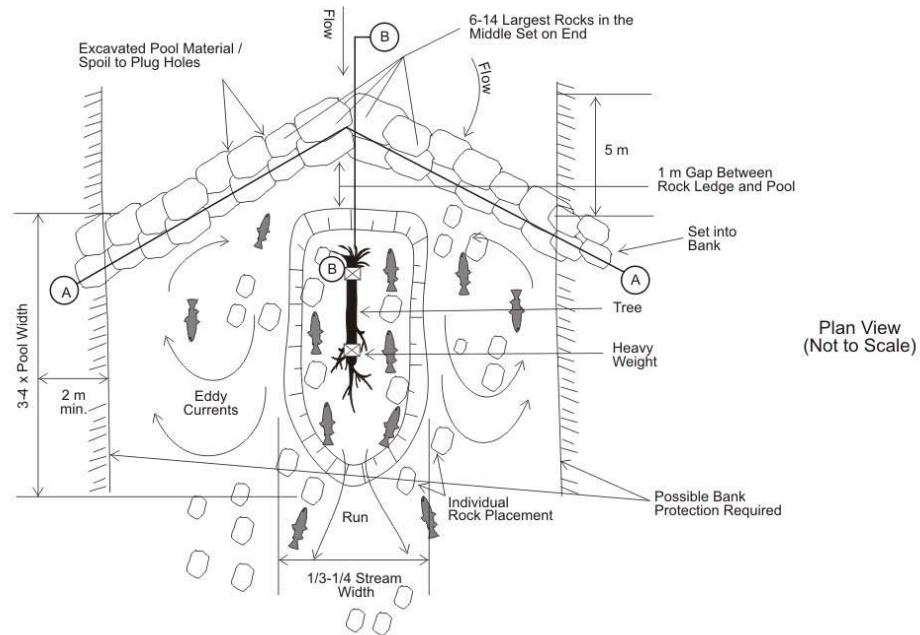 Flow
B
6-14 Largest Rocks in the
Middle Set on End
Excavated Pool Material /
Spoil to Plug Holes
Flow
5 m
1 m Gap Between
Rock Ledge and Pool
Set into
Bank
A
B
A
Tree
Plan View
(Not to Scale)
Heavy
Weight
3-4 x Pool Width
2 m
min.
Eddy
Currents
Individual
Rock Placement
Possible Bank
Protection Required
Run
1/3-1/4 Stream
Width